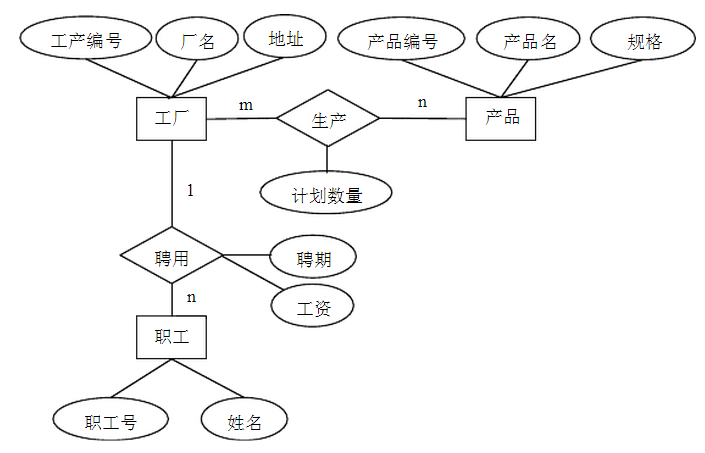 工产编号 厂名 地址 产品编号 产品名 规格
工厂 m 生产 n 产品
计划数量
1
聘用 聘期
工资
n
职工
职工号 姓名